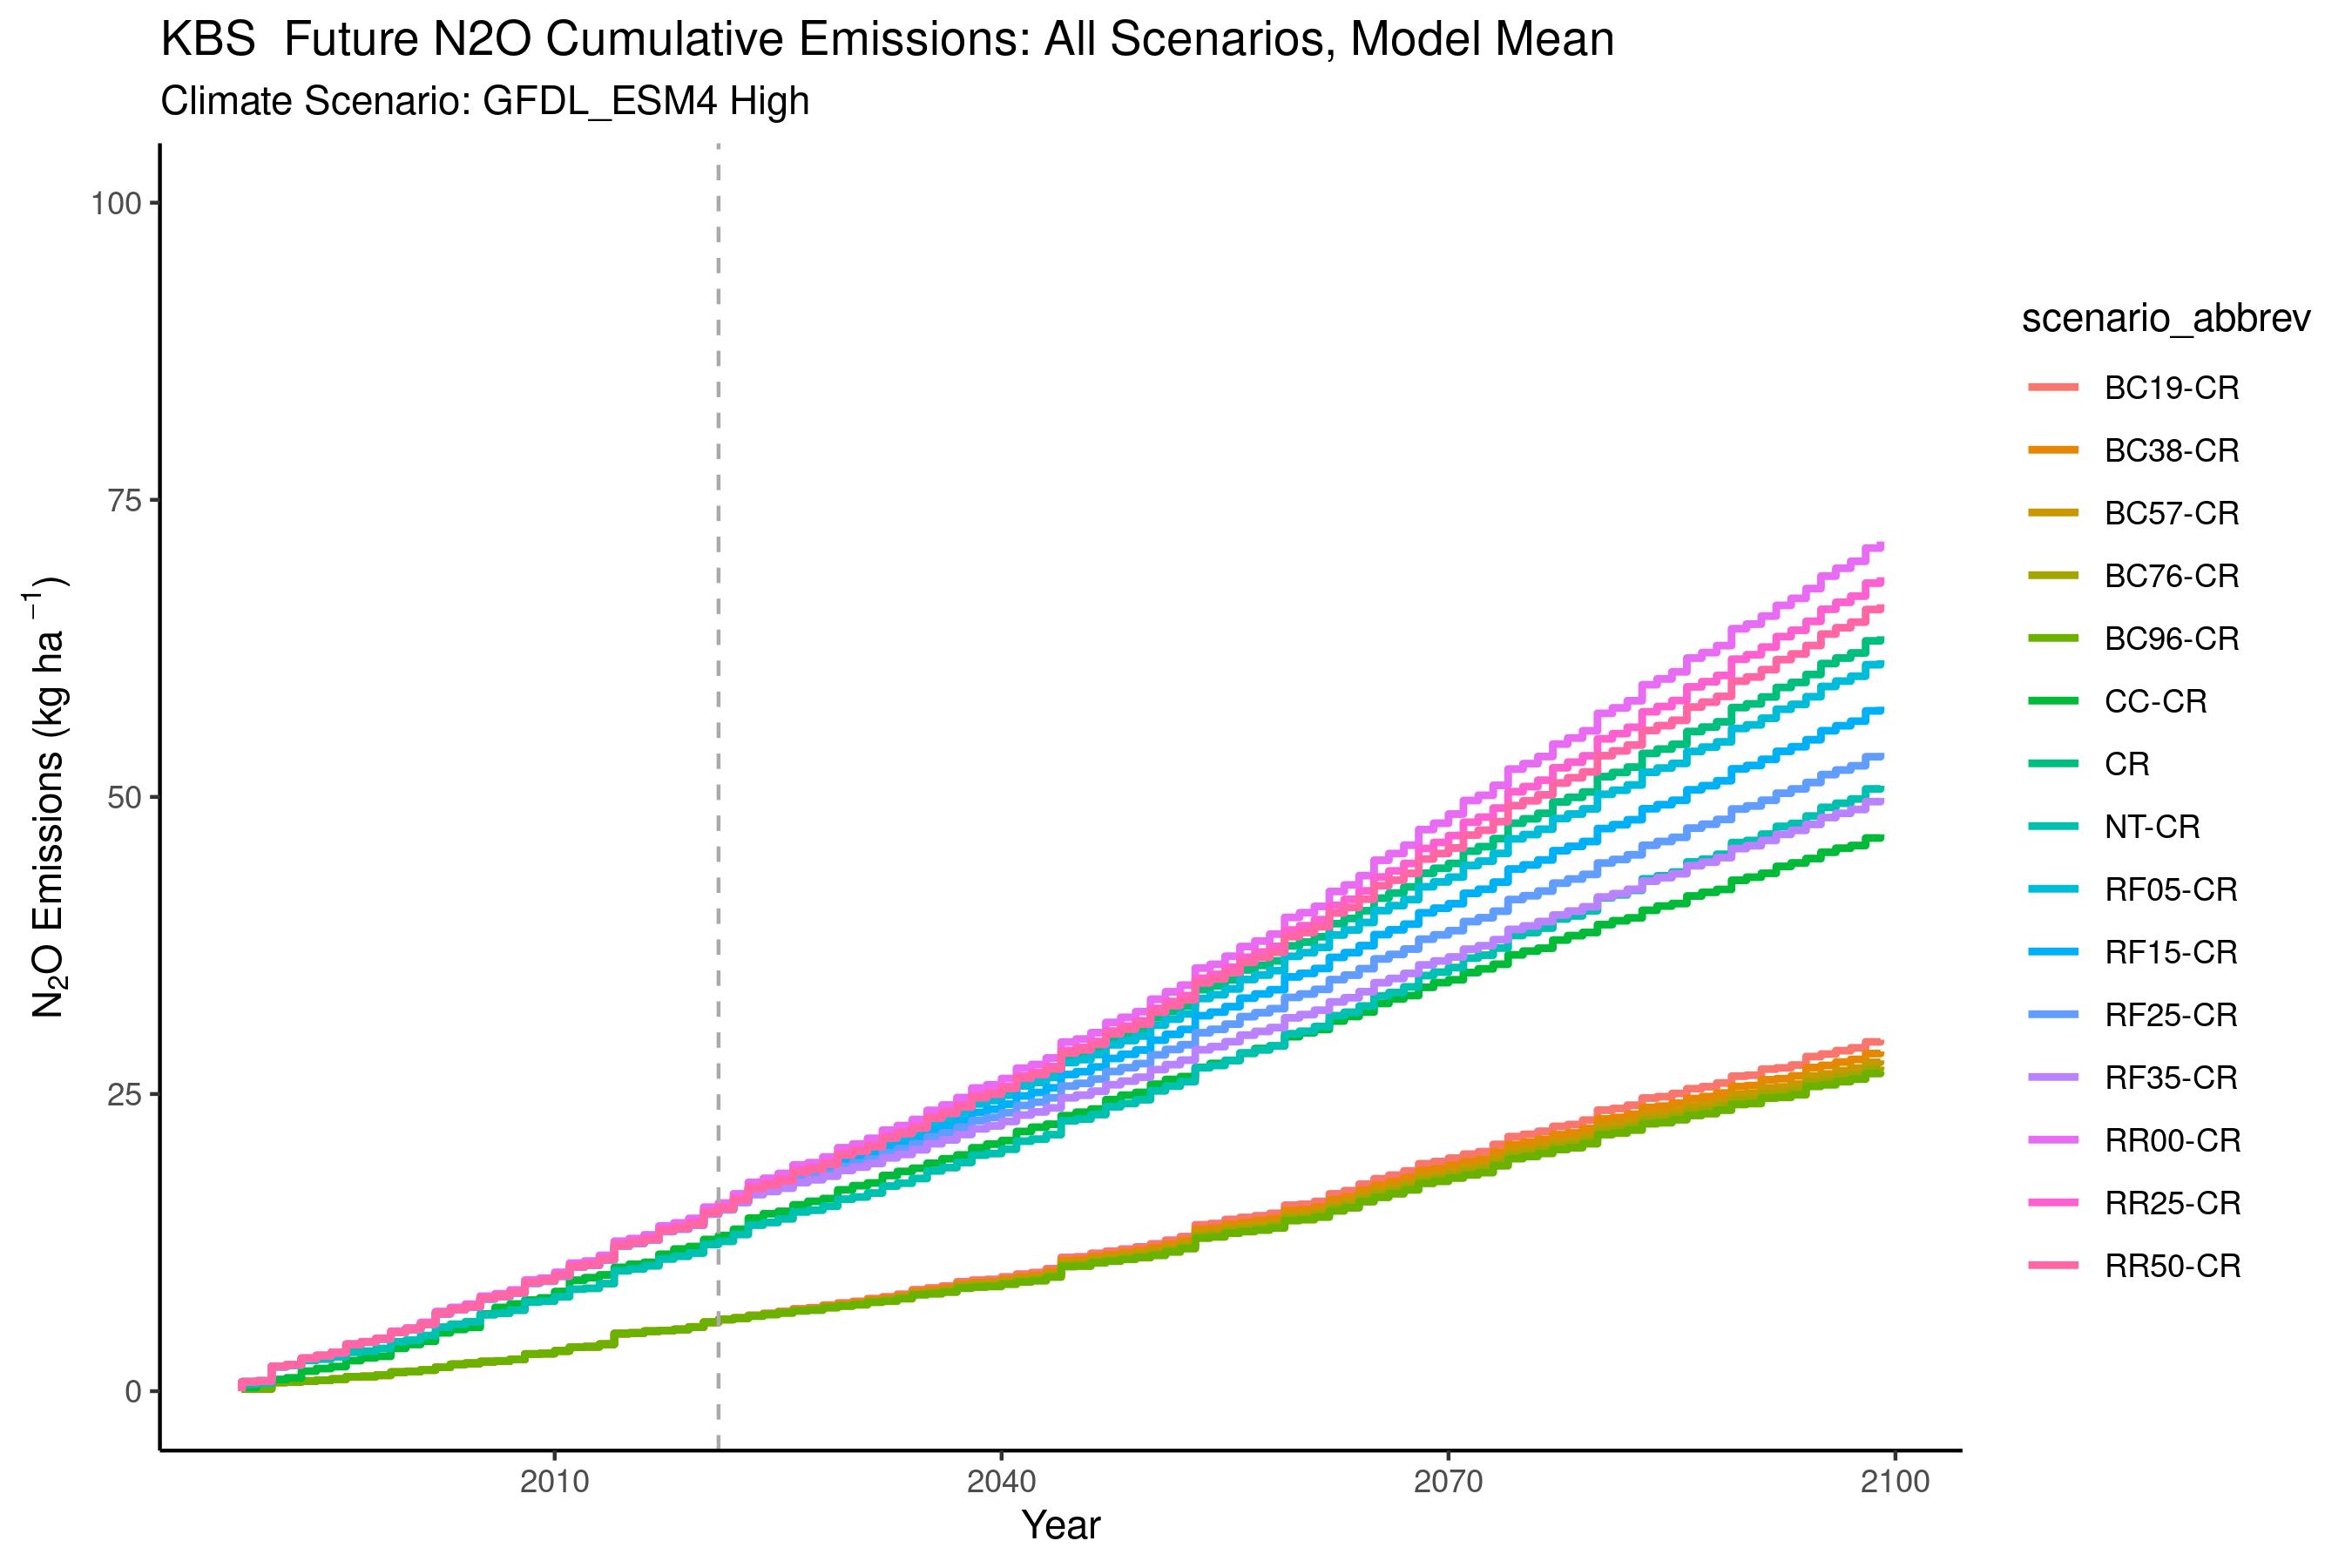 KBS  Future N2O Cumulative Emissions: All Scenarios, Model Mean
Climate Scenario: GFDL_ESM4 High
N₂O Emissions (kg ha ⁻¹)
100
75
50
25
0
2010
2040
2070
2100
Year
scenario_abbrev
BC19-CR
BC38-CR
BC57-CR
BC76-CR
BC96-CR
CC-CR
CR
NT-CR
RF05-CR
RF15-CR
RF25-CR
RF35-CR
RR00-CR
RR25-CR
RR50-CR